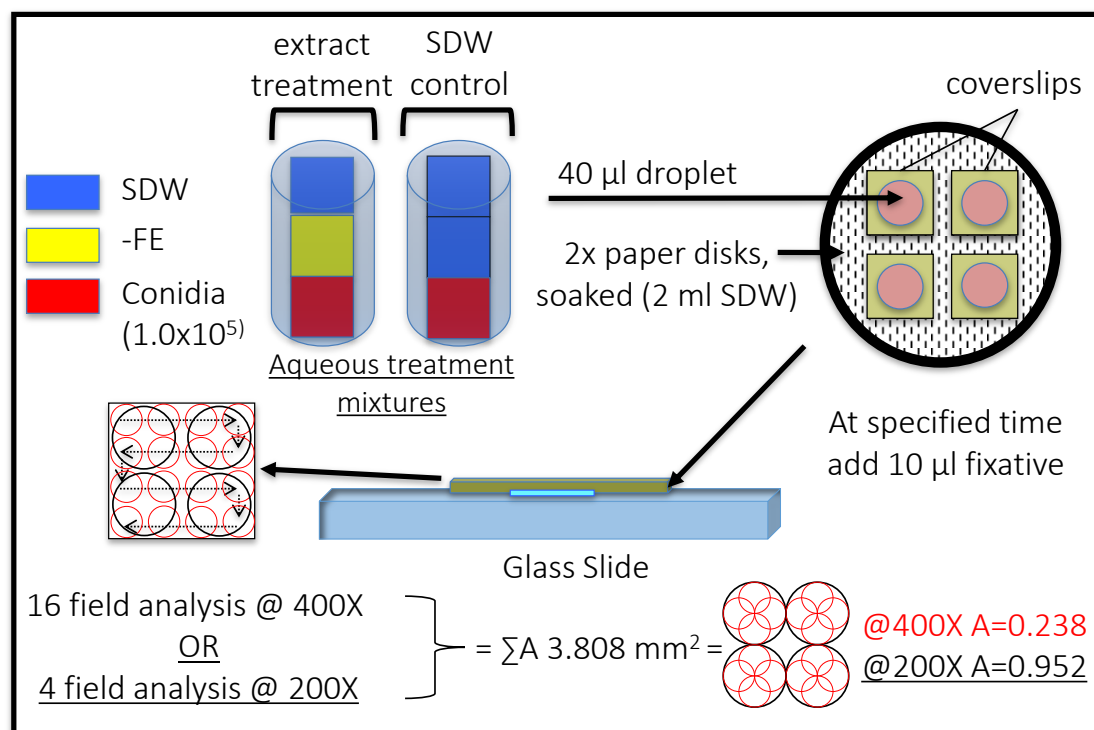 extract
treatment
SDW
control
coverslips
SDW
-FE
Conidia
(1.0x10⁵⁾
40 µl droplet
2x paper disks,
soaked (2 ml SDW)
Aqueous treatment
mixtures
At specified time
add 10 µl fixative
Glass Slide
16 field analysis @ 400X
OR
4 field analysis @ 200X
= ∑A 3.808 mm² =
@400X A=0.238
@200X A=0.952